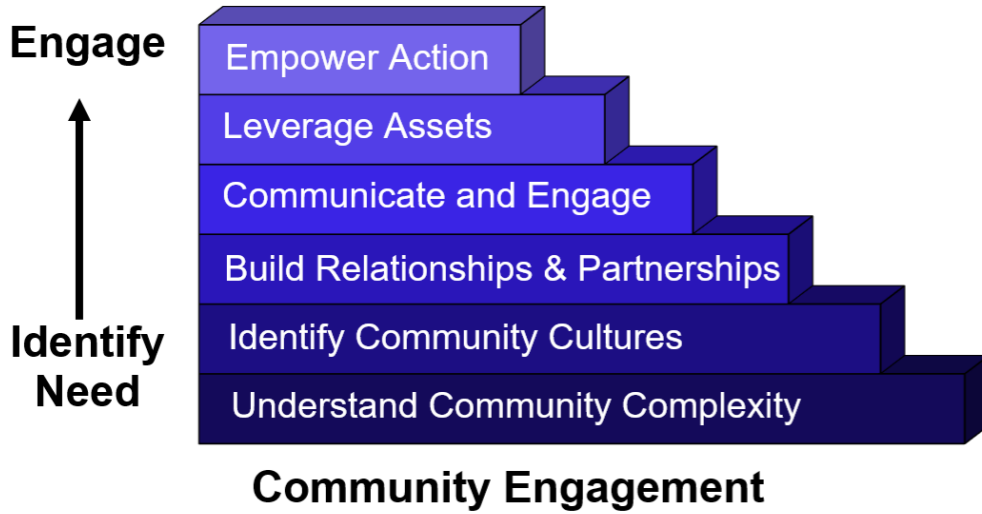 Engage
Empower Action
Leverage Assets
Communicate and Engage
Build Relationships & Partnerships
Identify
Need
Identify Community Cultures
Understand Community Complexity
Community Engagement